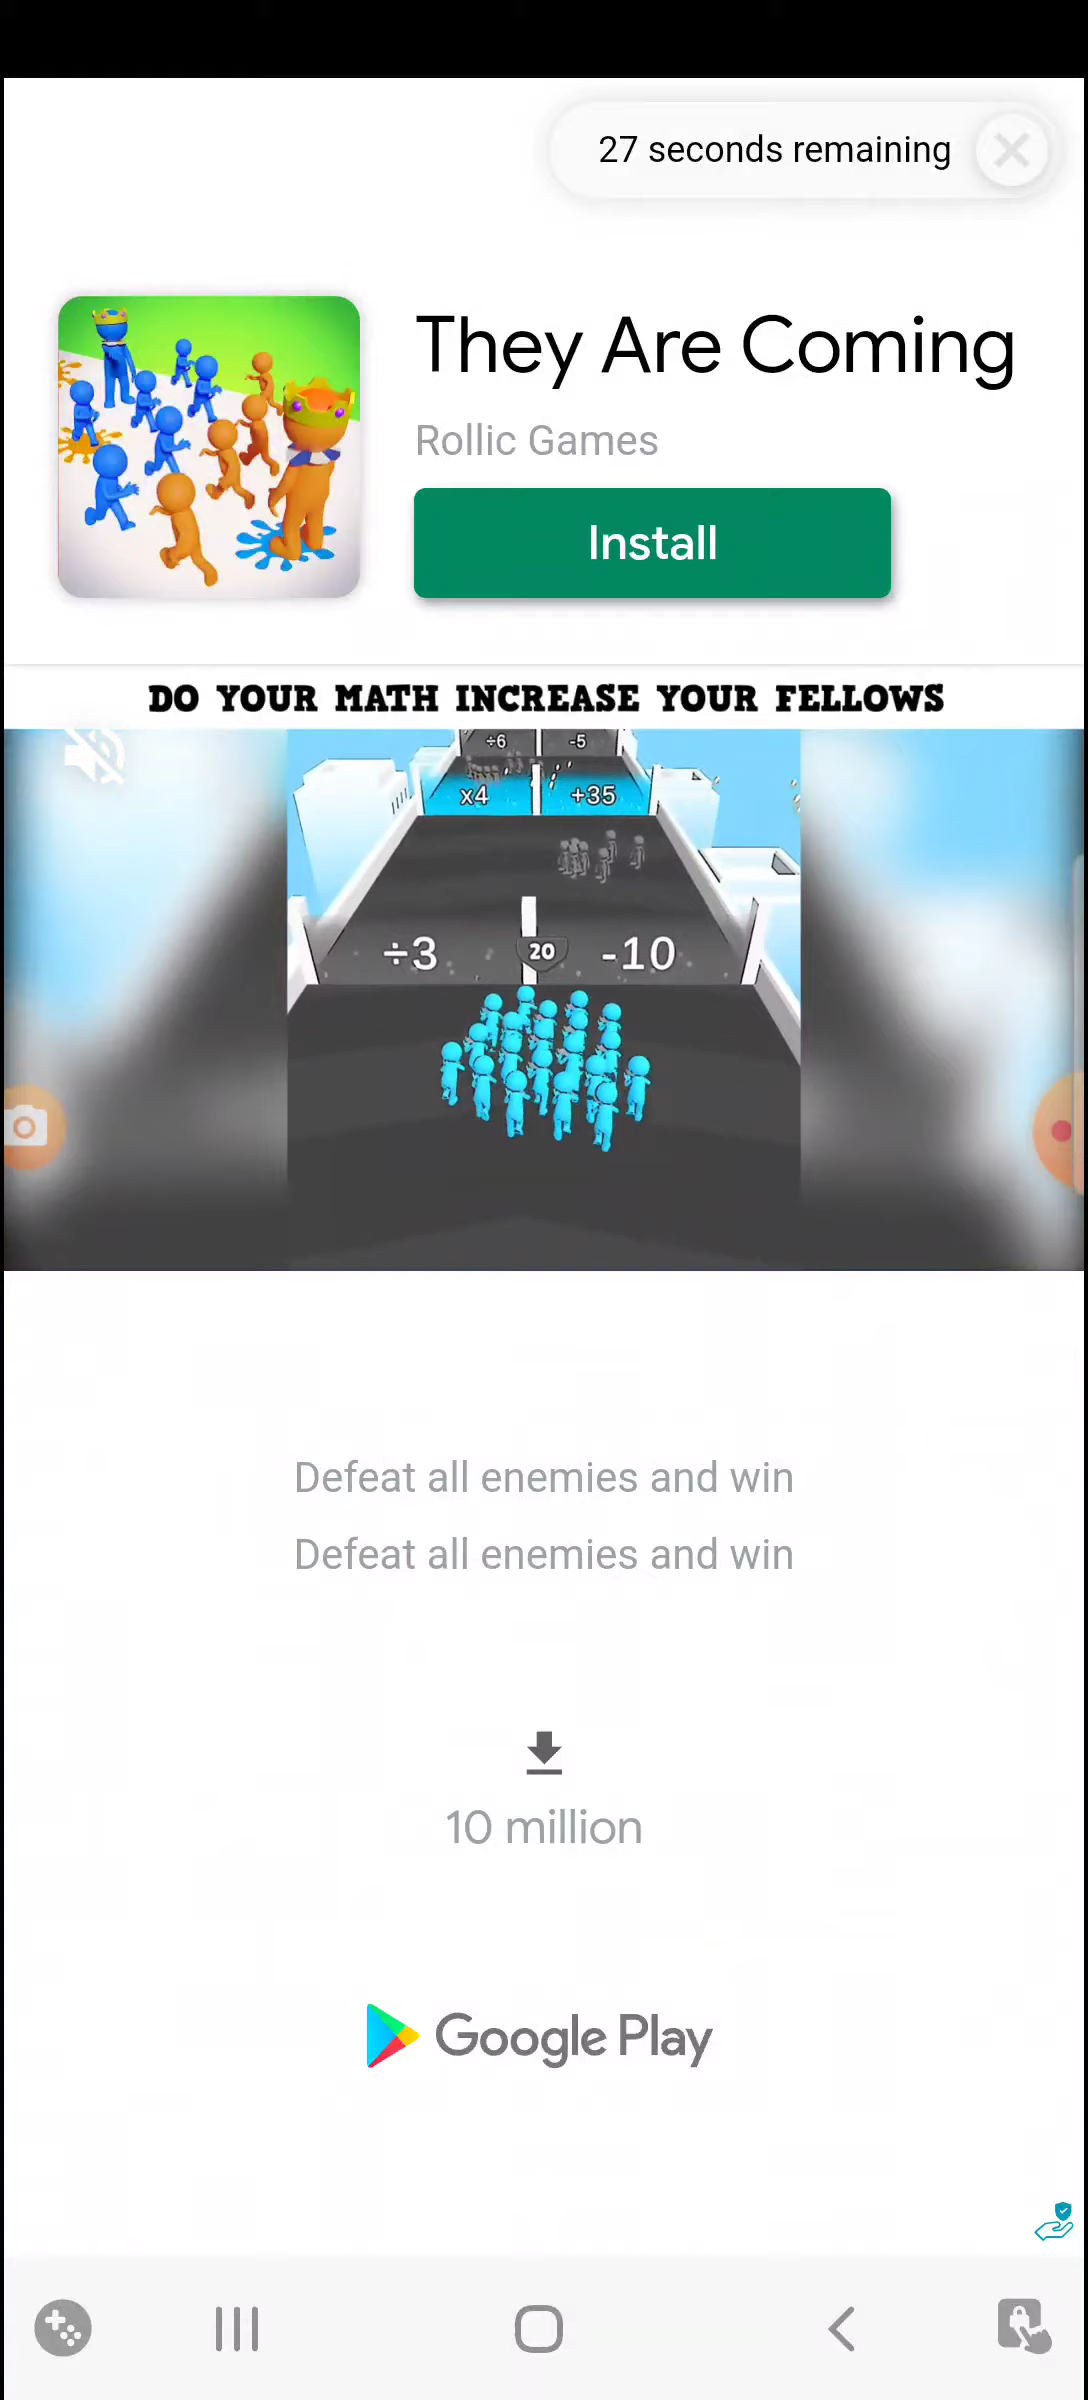 27 seconds remaining
They Are Coming
Rollic Games
Install
DO YOUR MATH INCREASE YOUR FELLOWS
÷6 -5
x4 +35
÷3 20 -10
Defeat all enemies and win
Defeat all enemies and win
10 million
Google Play